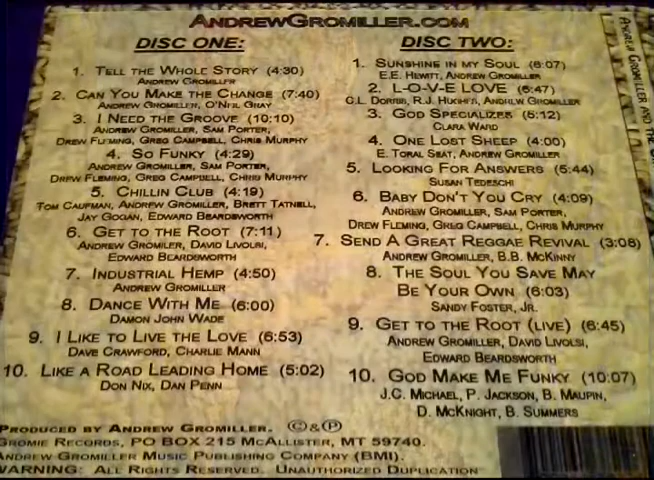 AndrewGromiller.com
Disc One:
1. Tell the Whole Story (4:30)
Andrew Gromiller
2. Can You Make the Change (7:40)
Andrew Gromiller, O'Neil Gray
3. I Need the Groove (10:10)
Andrew Gromiller, Sam Porter,
Drew Fleming, Greg Campbell, Chris Murphy
4. So Funky (4:29)
Andrew Gromiller, Sam Porter,
Drew Fleming, Greg Campbell, Chris Murphy
5. Chillin Club (4:19)
Tom Caufman, Andrew Gromiller, Brett Tatnell,
Jay Gogan, Edward Beardsworth
6. Get to the Root (7:11)
Andrew Gromiler, David Livolsi,
Edward Beardsworth
7. Industrial Hemp (4:50)
Andrew Gromiller
8. Dance With Me (6:00)
Damon John Wade
9. I Like to Live the Love (6:53)
Dave Crawford, Charlie Mann
10. Like a Road Leading Home (5:02)
Don Nix, Dan Penn
Disc Two:
1. Sunshine in My Soul (6:07)
E.E. Hewitt, Andrew Gromiller
2. L-O-V-E Love (6:47)
R.J. Andrew Gromiller
3. God Specializes (5:12)
Clara Ward
4. One Lost Sheep (4:00)
E. Toral Seat, Andrew Gromiller
5. Looking For Answers (5:44)
Susan Tedeschi
6. Baby Don't You Cry (4:09)
Andrew Gromiller, Sam Porter,
Drew Fleming, Greg Campbell, Chris Murphy
7. Send A Great Reggae Revival (3:08)
Andrew Gromiller, B.B. McKinny
8. The Soul You Save May
Be Your Own (6:03)
Sandy Foster, Jr.
9. Get to the Root (live) (6:45)
Andrew Gromiller, David Livolsi,
Edward Beardsworth
10. God Make Me Funky (10:07)
J.C. Michael, P. Jackson, B. Maupin,
D. McKnight, B. Summers
Produced by Andrew Gromiller. ©&℗
Gromie Records, PO BOX 215 McAllister, MT 59740.
Andrew Gromiller Music Publishing Company (BMI).
Warning: All Rights Reserved. Unauthorized Duplication
Andrew Gromiller and the